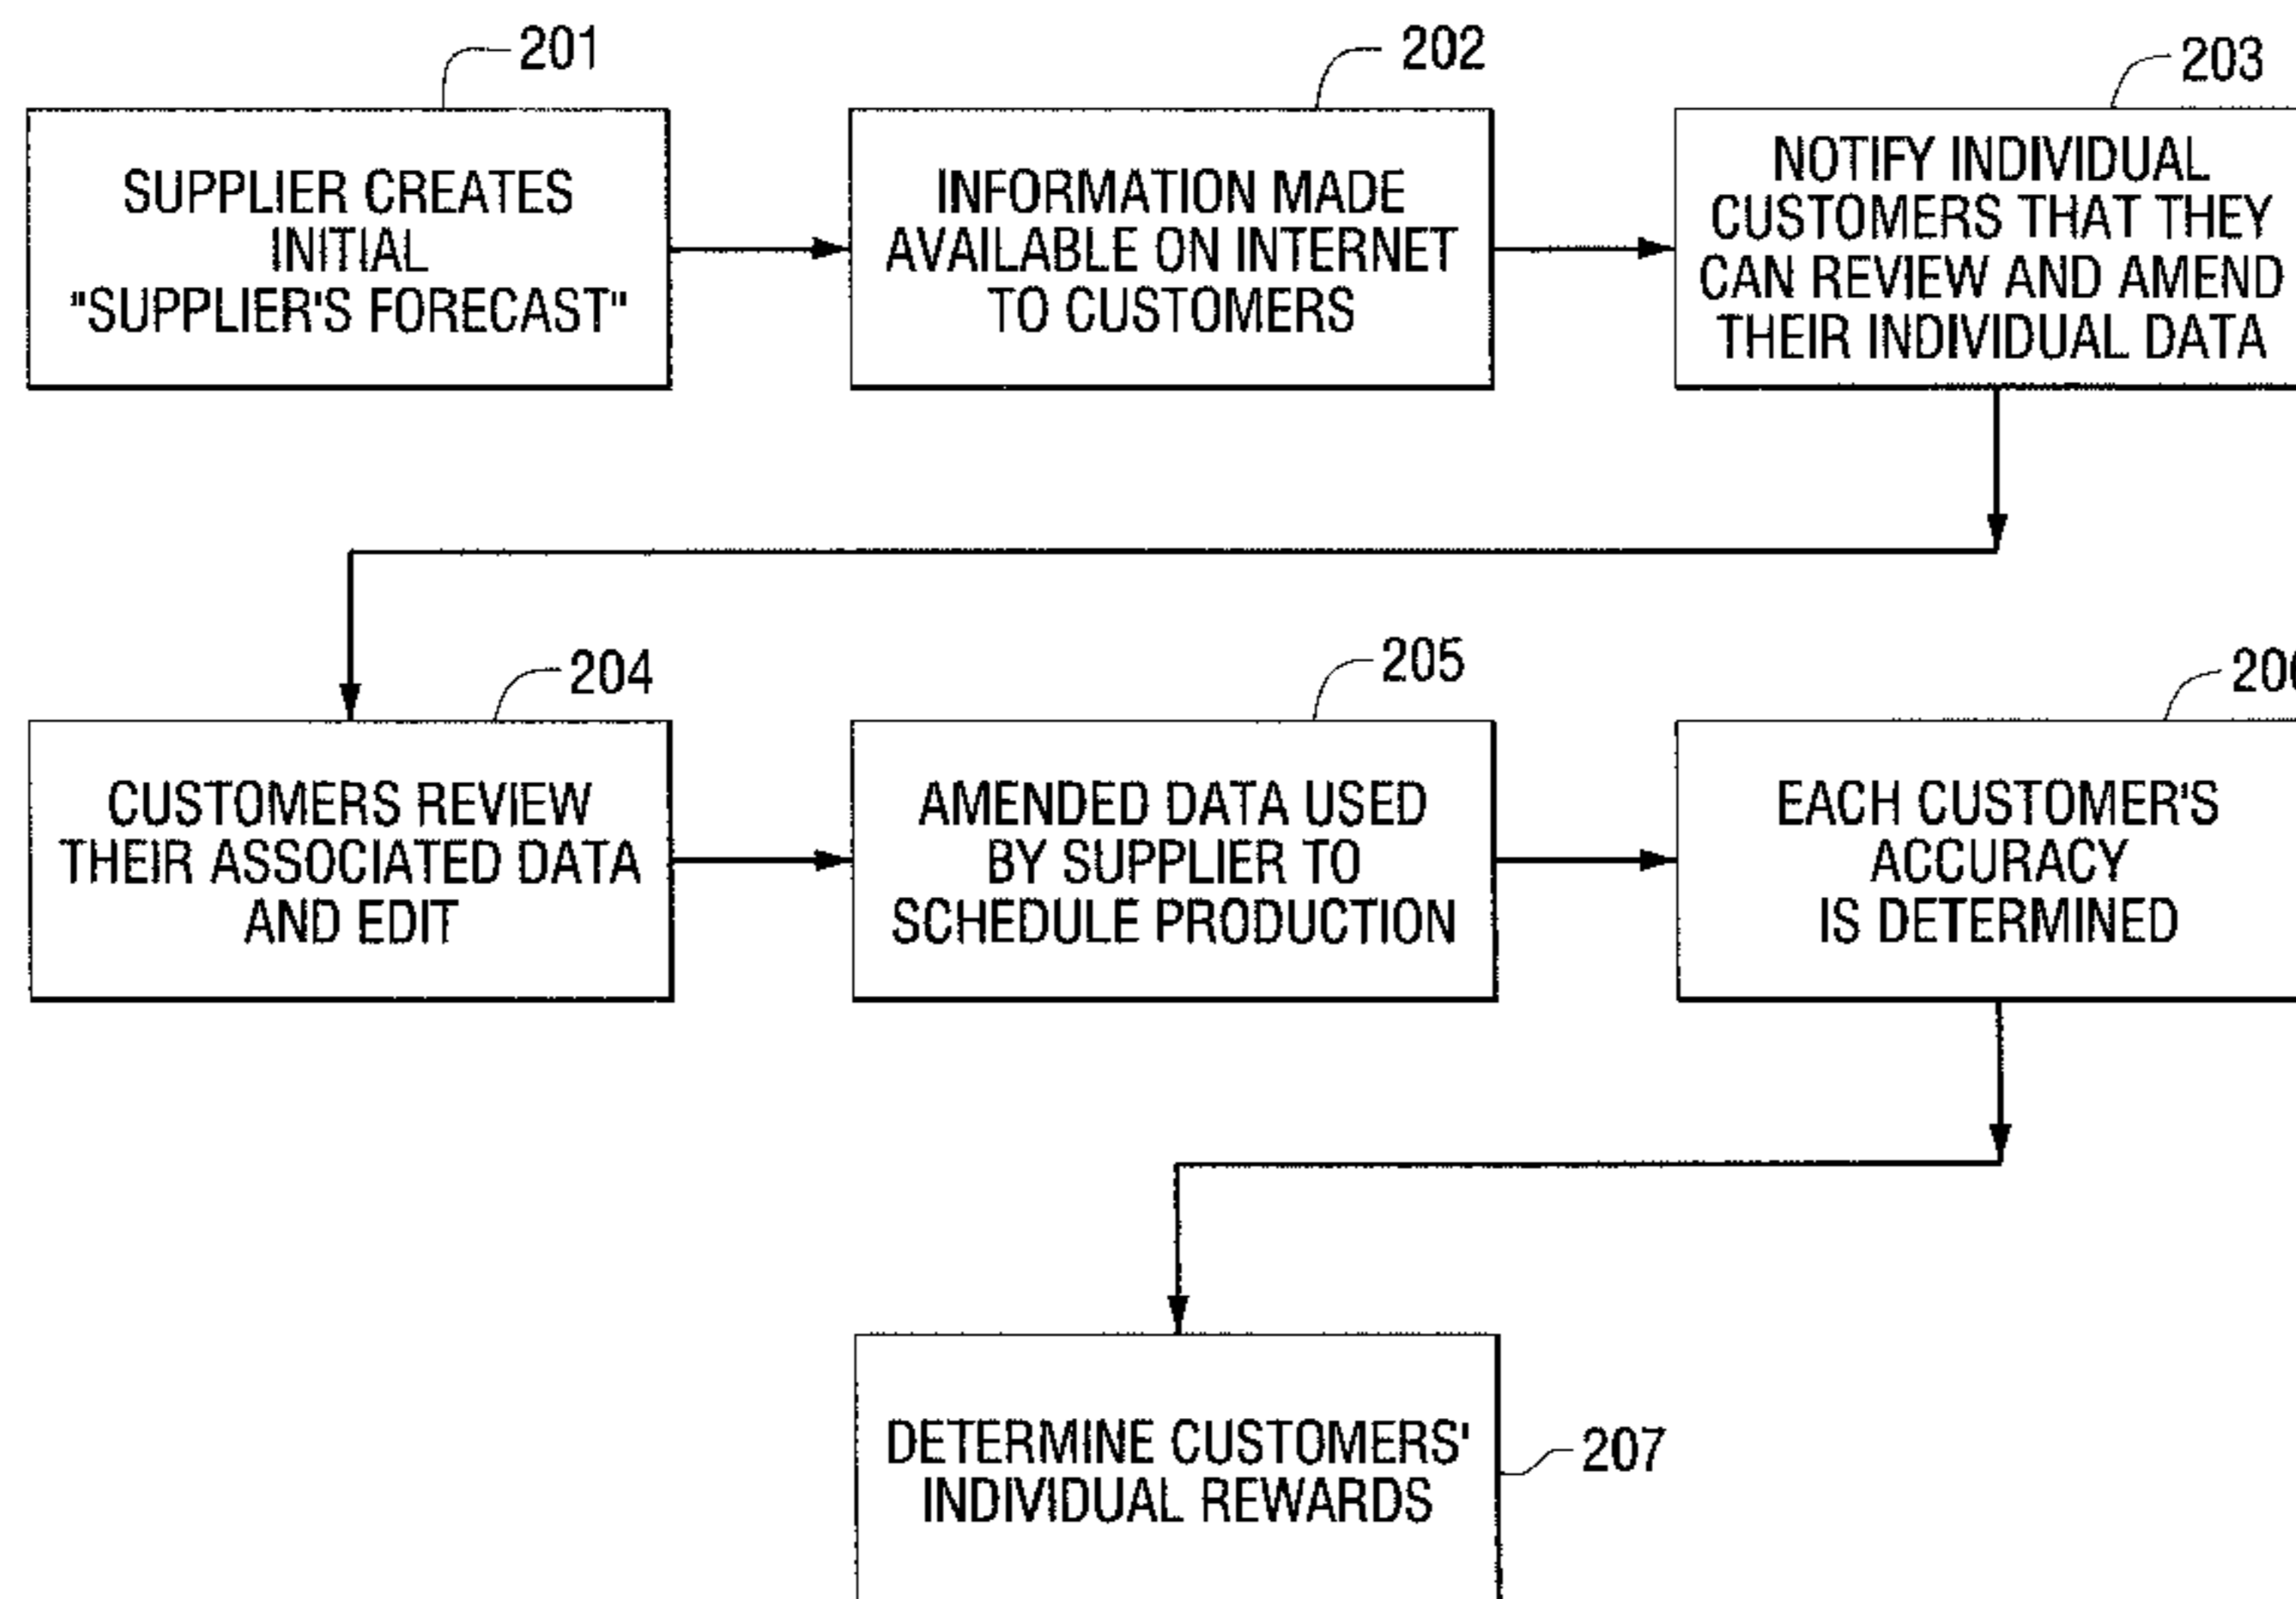 201
SUPPLIER CREATES
INITIAL
"SUPPLIER'S FORECAST"
202
INFORMATION MADE
AVAILABLE ON INTERNET
TO CUSTOMERS
203
NOTIFY INDIVIDUAL
CUSTOMERS THAT THEY
CAN REVIEW AND AMEND
THEIR INDIVIDUAL DATA
204
CUSTOMERS REVIEW
THEIR ASSOCIATED DATA
AND EDIT
205
AMENDED DATA USED
BY SUPPLIER TO
SCHEDULE PRODUCTION
EACH CUSTOMER'S
ACCURACY
IS DETERMINED
207
DETERMINE CUSTOMERS'
INDIVIDUAL REWARDS